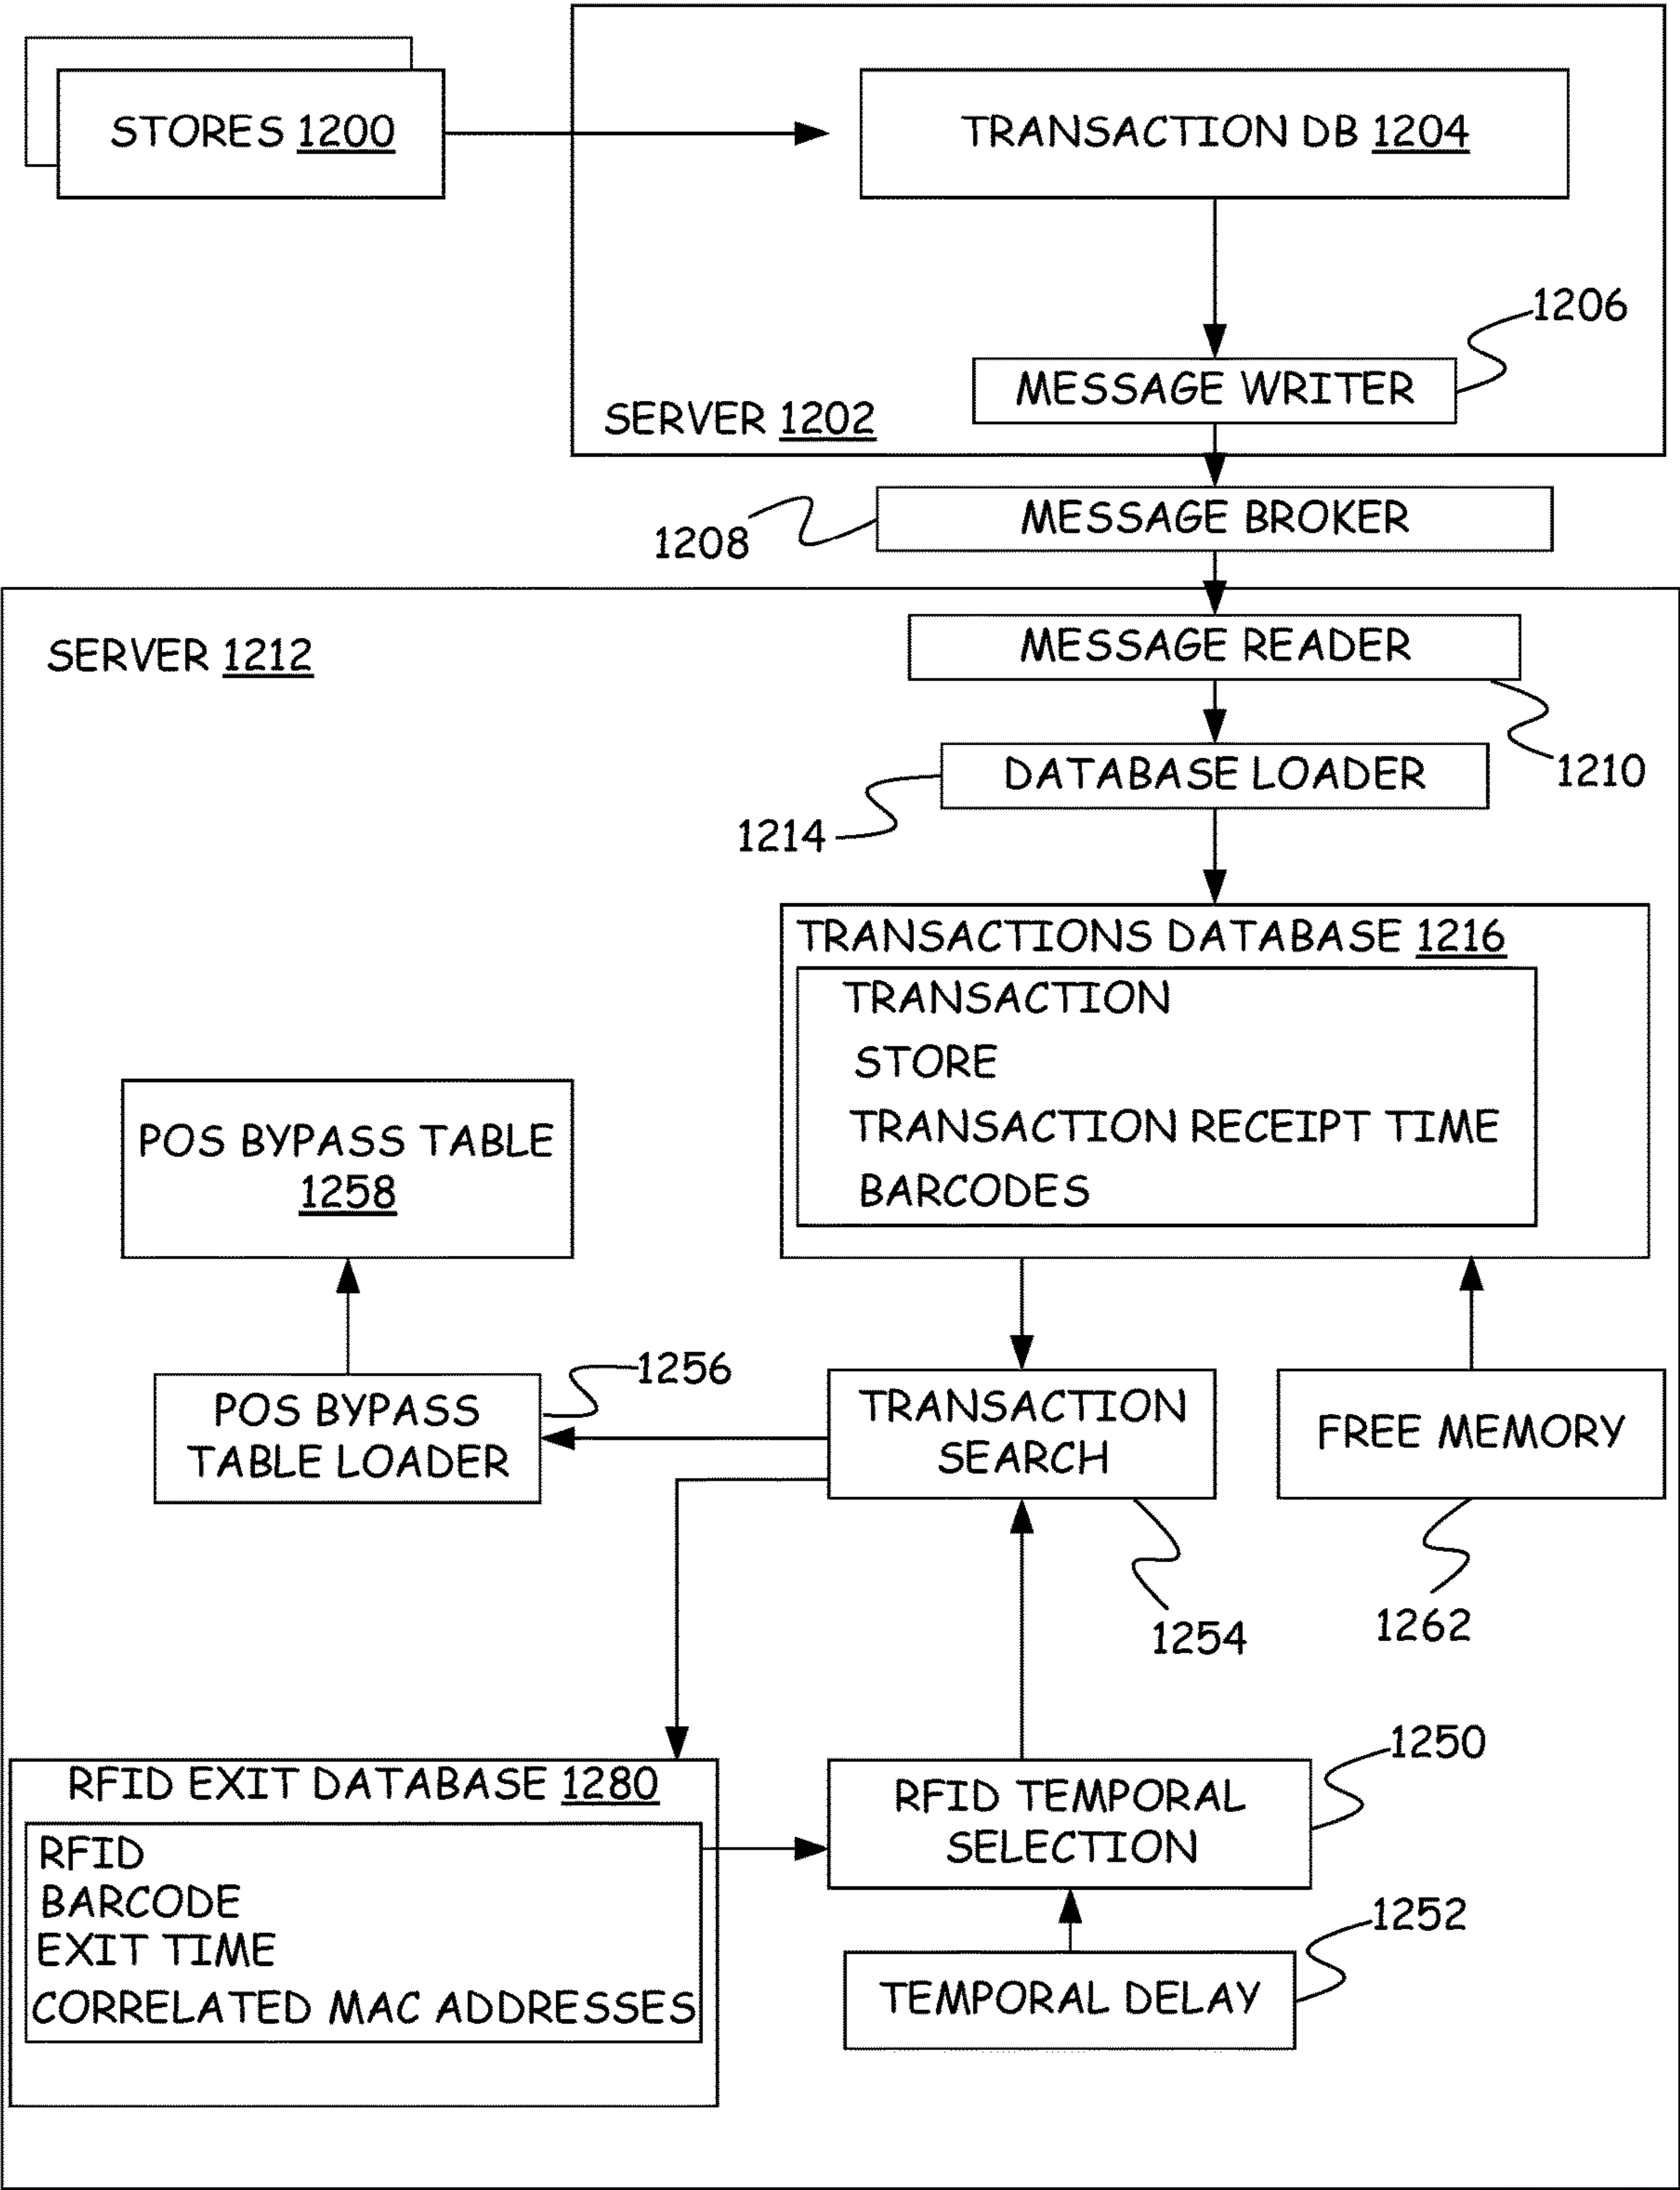 STORES 1200
TRANSACTION DB 1204
1206
MESSAGE WRITER
SERVER 1202
MESSAGE BROKER
1208
MESSAGE READER
SERVER 1212
DATABASE LOADER
1210
1214
TRANSACTIONS DATABASE 1216
TRANSACTION
STORE
TRANSACTION RECEIPT TIME
BARCODES
POS BYPASS TABLE
1258
1256
POS BYPASS
TABLE LOADER
TRANSACTION
SEARCH
FREE MEMORY
1254
1262
1250
RFID EXIT DATABASE 1280
RFID
BARCODE
EXIT TIME
CORRELATED MAC ADDRESSES
RFID TEMPORAL
SELECTION
1252
TEMPORAL DELAY